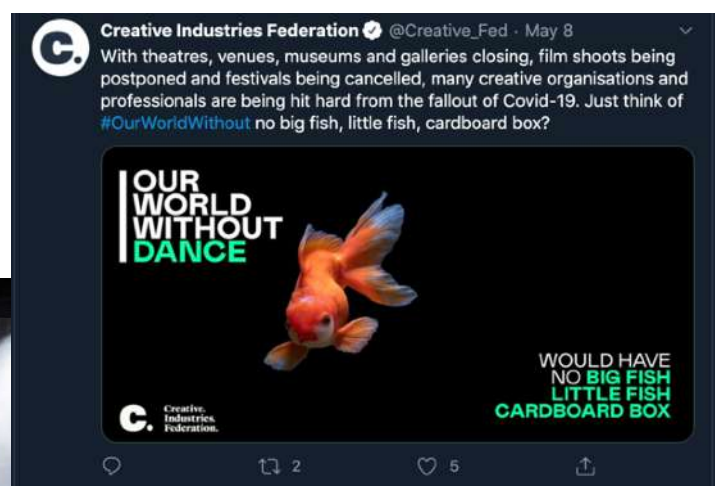 Creative Industries Federation @Creative_Fed · May 8
With theatres, venues, museums and galleries closing, film shoots being
postponed and festivals being cancelled, many creative organisations and
professionals are being hit hard from the fallout of Covid-19. Just think of
#OurWorldWithout no big fish, little fish, cardboard box?
OUR
WORLD
WITHOUT
DANCE
WOULD HAVE
NO BIG FISH
LITTLE FISH
CARDBOARD BOX
C.
Creative.
Industries.
Federation.
2
5
C.